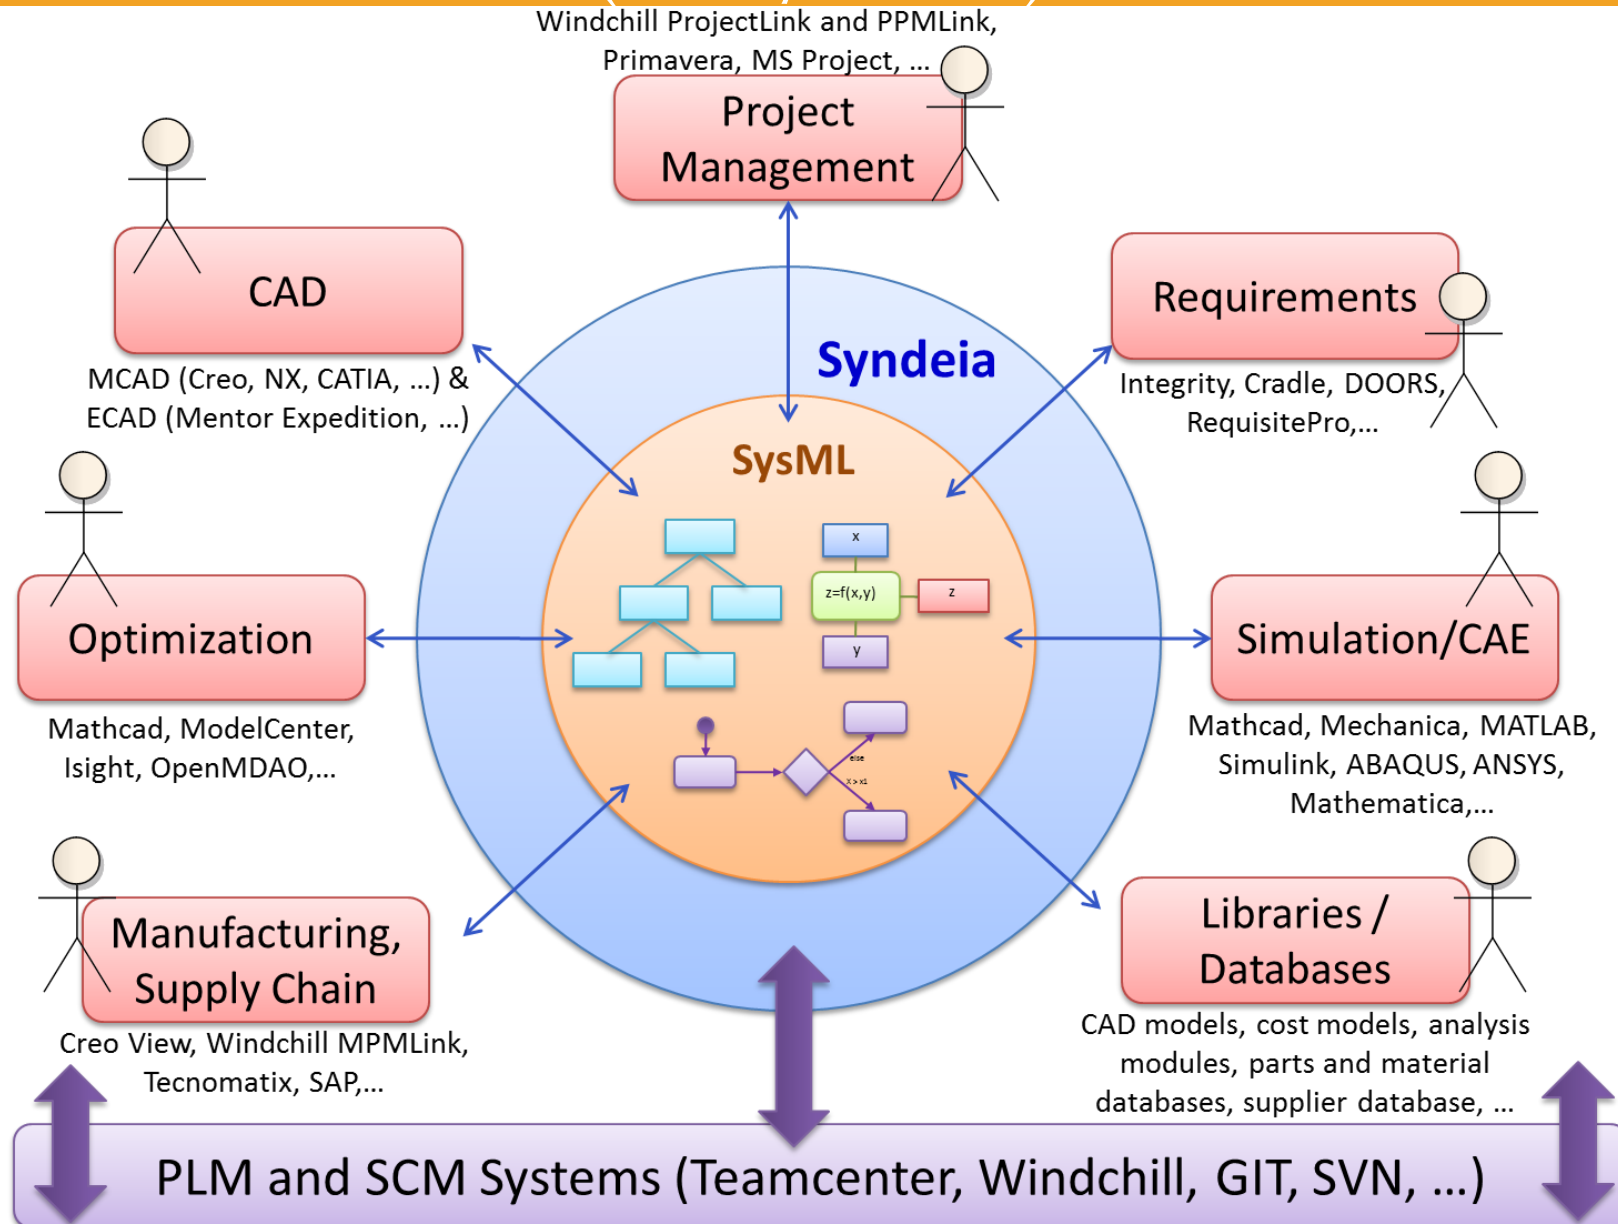 Windchill ProjectLink and PPMLink,
Primavera, MS Project, ...
Project
Management
CAD
MCAD (Creo, NX, CATIA, ...) &
ECAD (Mentor Expedition, ...)
Requirements
Integrity, Cradle, DOORS,
RequisitePro,...
Syndeia
SysML
x
z=f(x,y)
z
y
else
X > x1
Optimization
Mathcad, ModelCenter,
Isight, OpenMDAO,...
Simulation/CAE
Mathcad, Mechanica, MATLAB,
Simulink, ABAQUS, ANSYS,
Mathematica,...
Manufacturing,
Supply Chain
Creo View, Windchill MPMLink,
Tecnomatix, SAP,...
Libraries /
Databases
CAD models, cost models, analysis
modules, parts and material
databases, supplier database, ...
PLM and SCM Systems (Teamcenter, Windchill, GIT, SVN, ...)